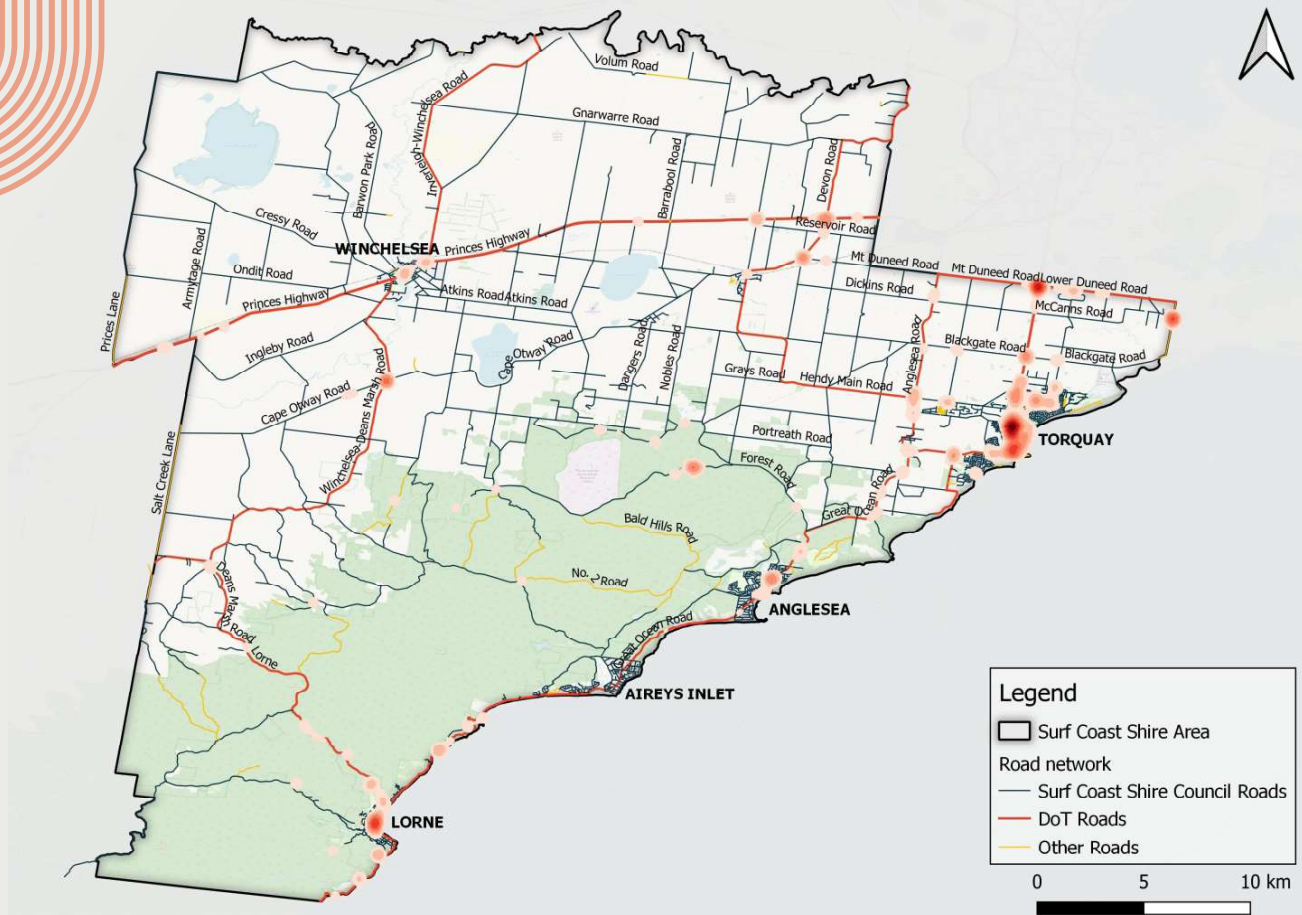 Volum Road
Gnarwarre Road
Inverleigh-Winchelsea Road
Barwon Park Road
Barrabool Road
Devon Road
Cressy Road
Armytage Road
WINCHELSEA
Princes Highway
Reservoir Road
Mt Duneed Road
Mt Duneed Road
Lower Duneed Road
Ondit Road
Princes Highway
Atkins Road
Atkins Road
Dickins Road
McCanns Road
Prices Lane
Ingleby Road
Cape Otway Road
Dangers Road
Nobles Road
Anglesea Road
Blackgate Road
Blackgate Road
Grays Road
Hendy Main Road
Cape Otway Road
Winchelsea-Deans Marsh Road
Portreath Road
TORQUAY
Salt Creek Lane
Forest Road
Great Ocean Road
Bald Hills Road
No. 2 Road
Deans Marsh Road
Lorne
ANGLESEA
Great Ocean Road
AIREYS INLET
LORNE
Legend
Surf Coast Shire Area
Road network
Surf Coast Shire Council Roads
DoT Roads
Other Roads
0 5 10 km